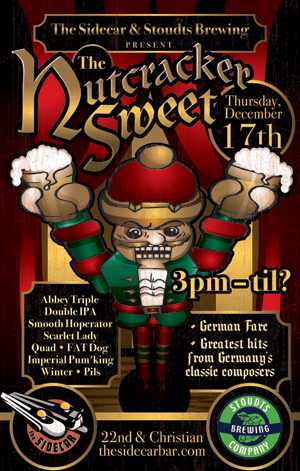 The Sidecar & Stoudts Brewing
PRESENT
The
Nutcracker
Sweet
Thursday,
December
17th
3pm-til?
Abbey Triple
Double IPA
Smooth Hoperator
Scarlet Lady
Quad • FAT Dog
Imperial Pum'king
Winter • Pils
• German Fare
• Greatest hits
from Germany's
classic composers
the SIDECAR
22nd & Christian
thesidecarbar.com
STOUDTS
BREWING
COMPANY